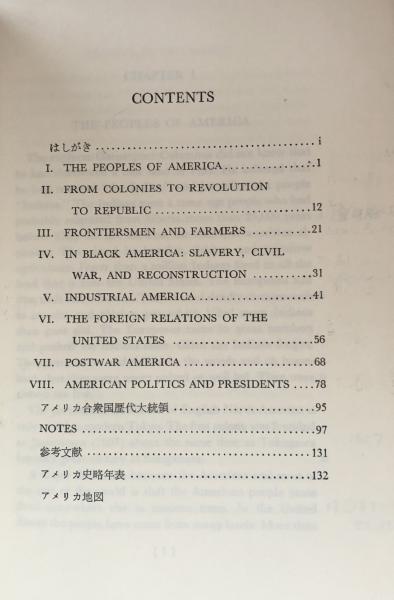 CONTENTS
はしがき........................................i
I. THE PEOPLES OF AMERICA................1
II. FROM COLONIES TO REVOLUTION
TO REPUBLIC............................12
III. FRONTIERSMEN AND FARMERS...........21
IV. IN BLACK AMERICA: SLAVERY, CIVIL
WAR, AND RECONSTRUCTION...........31
V. INDUSTRIAL AMERICA....................41
VI. THE FOREIGN RELATIONS OF THE
UNITED STATES.........................56
VII. POSTWAR AMERICA.......................68
VIII. AMERICAN POLITICS AND PRESIDENTS....78
アメリカ合衆国歴代大統領.........................95
NOTES..........................................97
参考文献.......................................131
アメリカ史略年表................................132
アメリカ地図